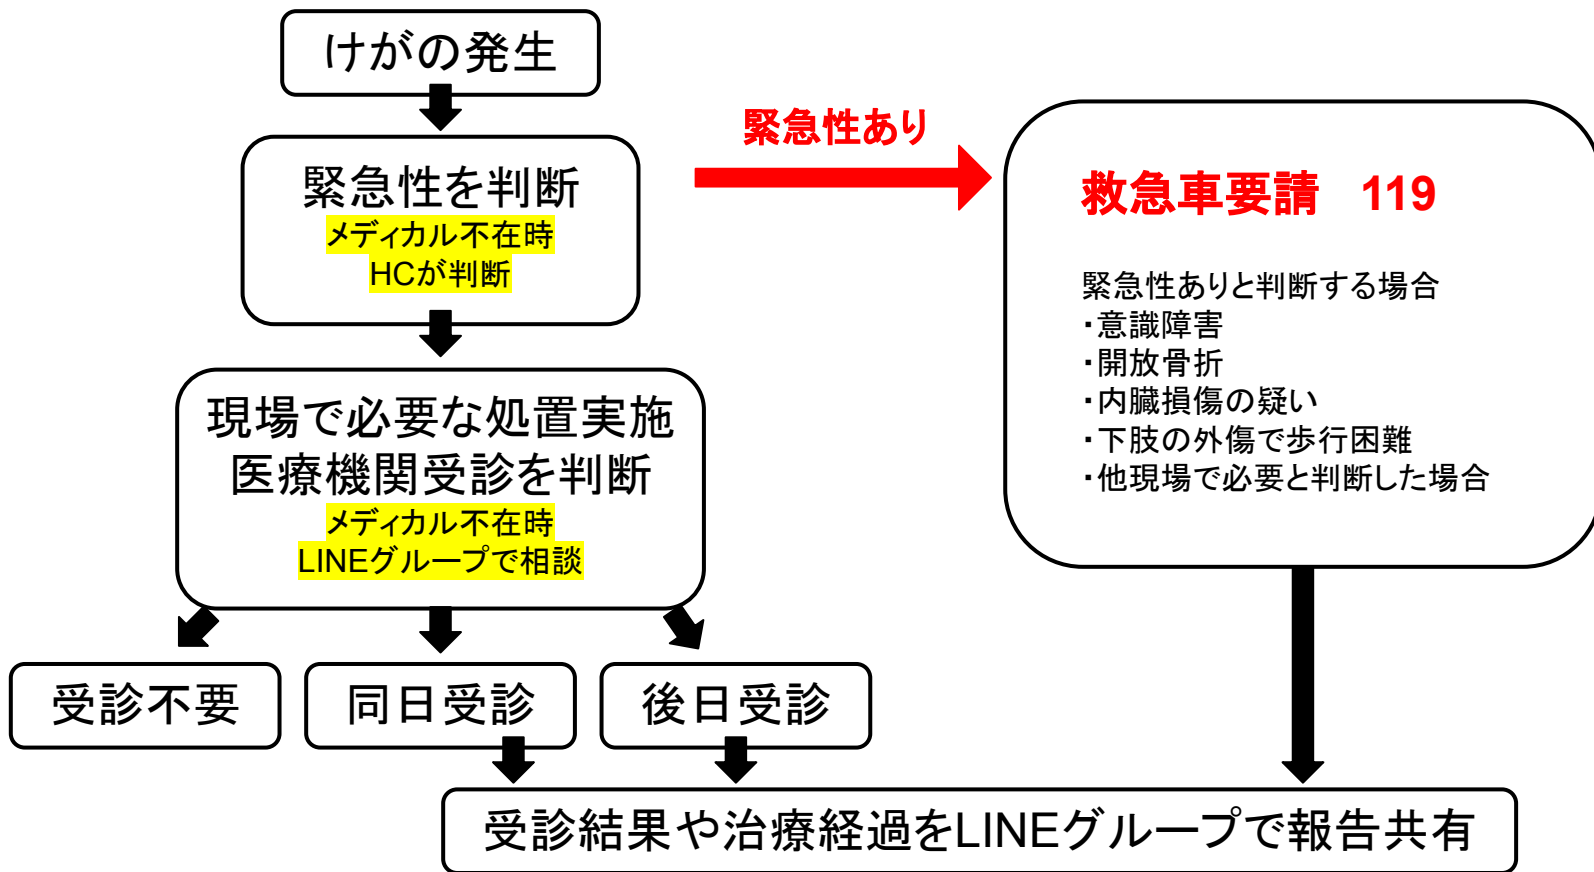 けがの発生
緊急性を判断
メディカル不在時
HCが判断
緊急性あり
救急車要請 119
緊急性ありと判断する場合
・意識障害
・開放骨折
・内臓損傷の疑い
・下肢の外傷で歩行困難
・他現場で必要と判断した場合
現場で必要な処置実施
医療機関受診を判断
メディカル不在時
LINEグループで相談
受診不要
同日受診
後日受診
受診結果や治療経過をLINEグループで報告共有